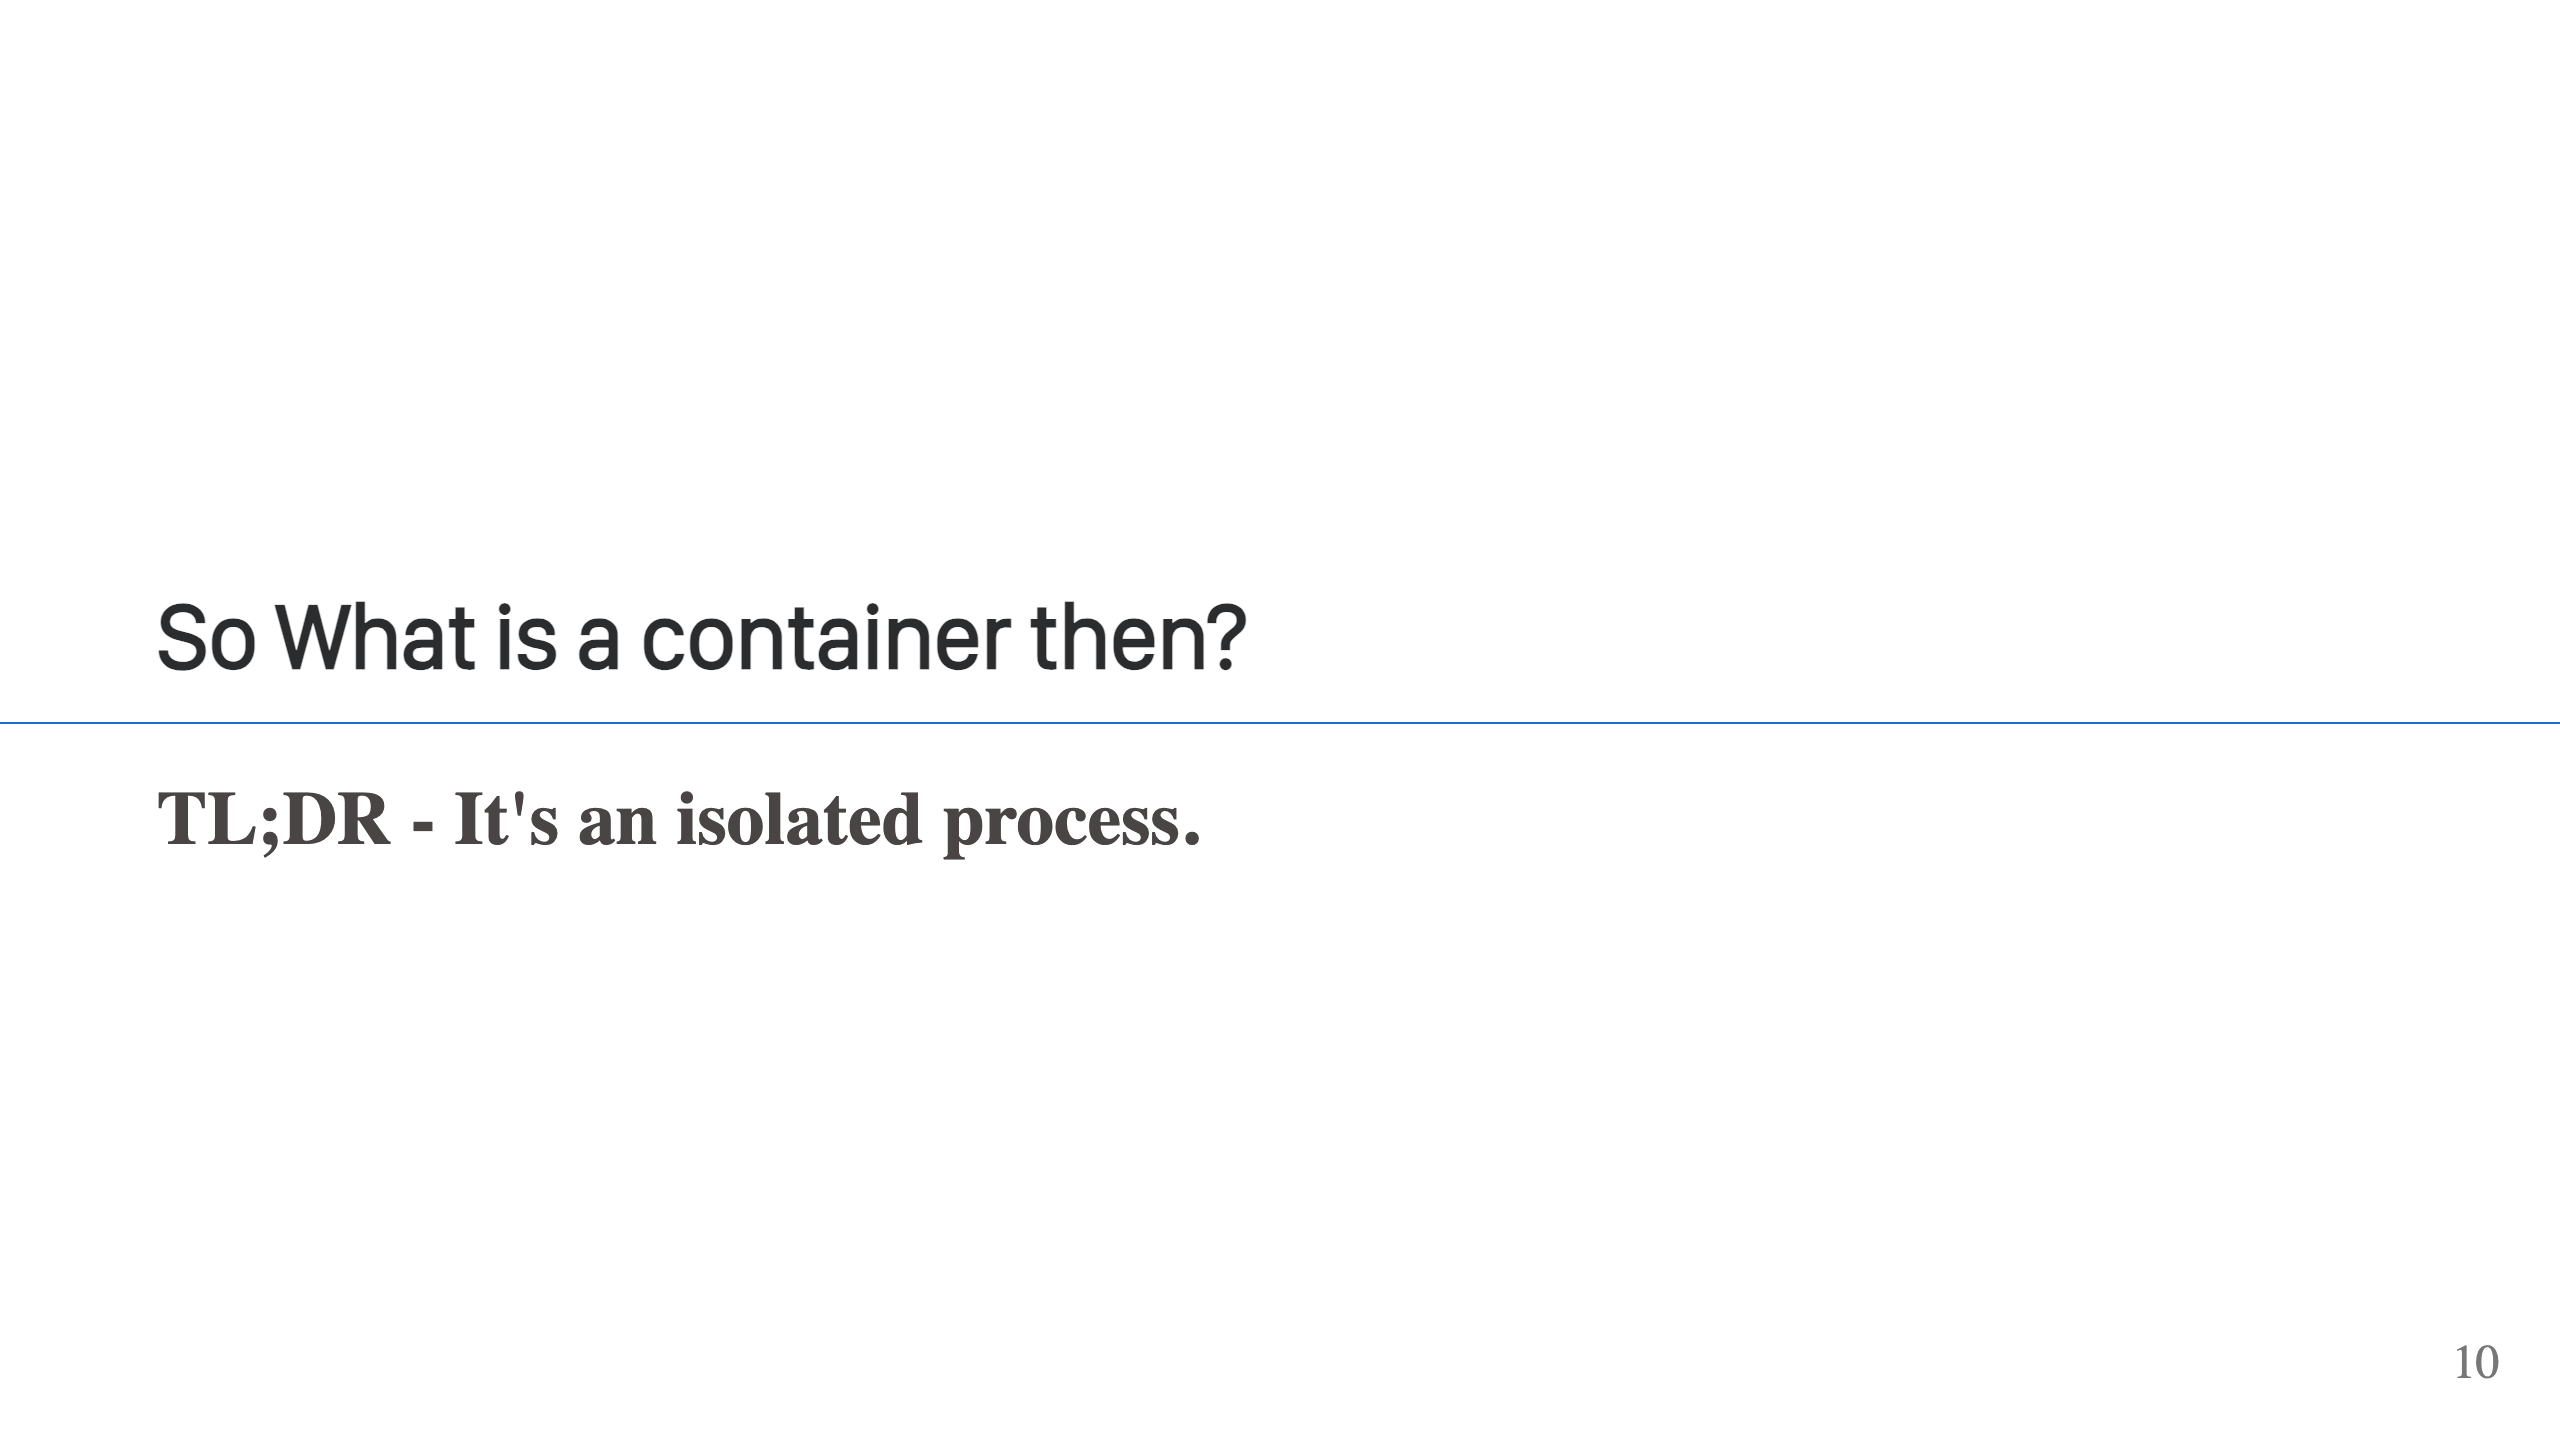 So What is a container then?
TL;DR - It's an isolated process.
10